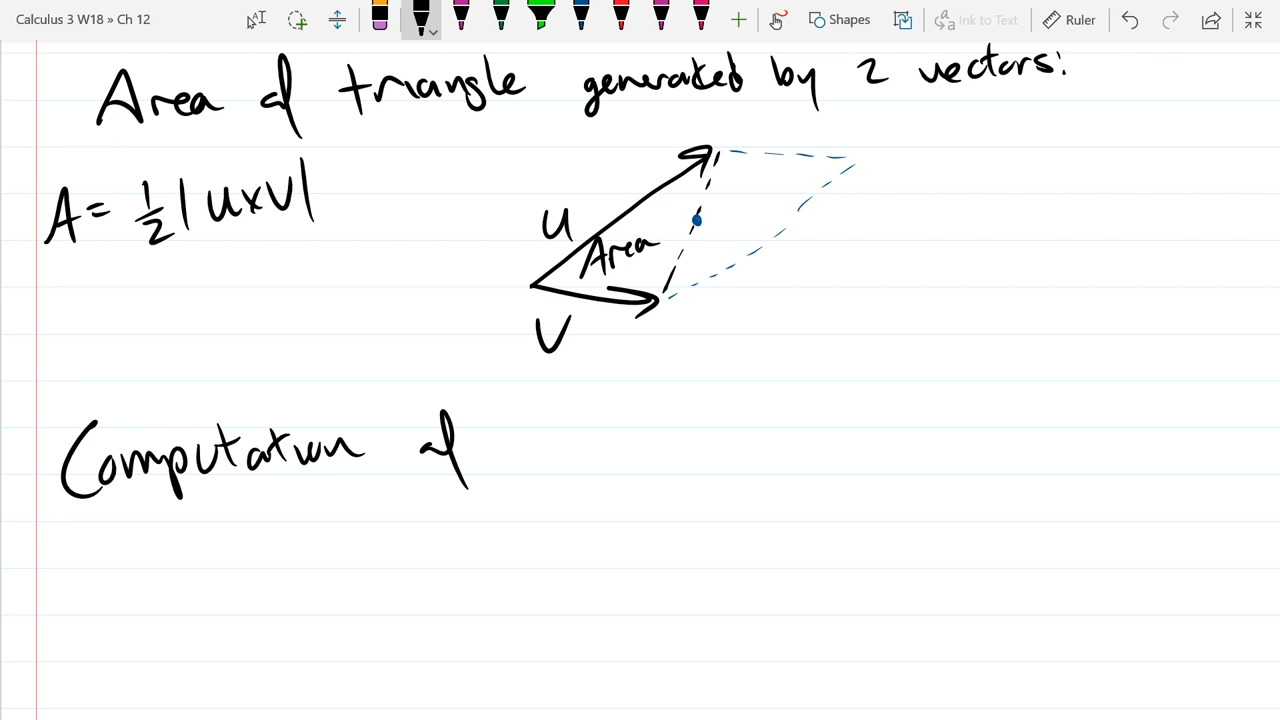 Calculus 3 W18 » Ch 12
Shapes
Ink to Text
Ruler
Area of triangle generated by 2 vectors:
A = 1/2 | U×V |
U
Area
V
Computation of